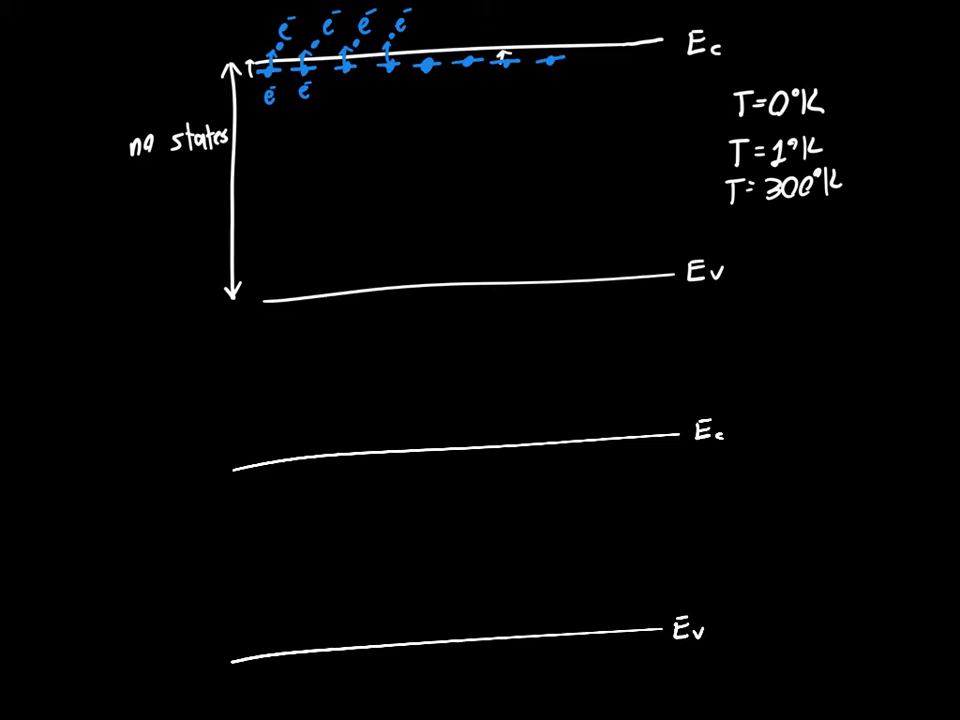 e⁻ e⁻ e⁻ e⁻
Ec
e⁻ e⁻
T=0°K
no states
T=1°K
T=300°K
Ev
Ec
Ev